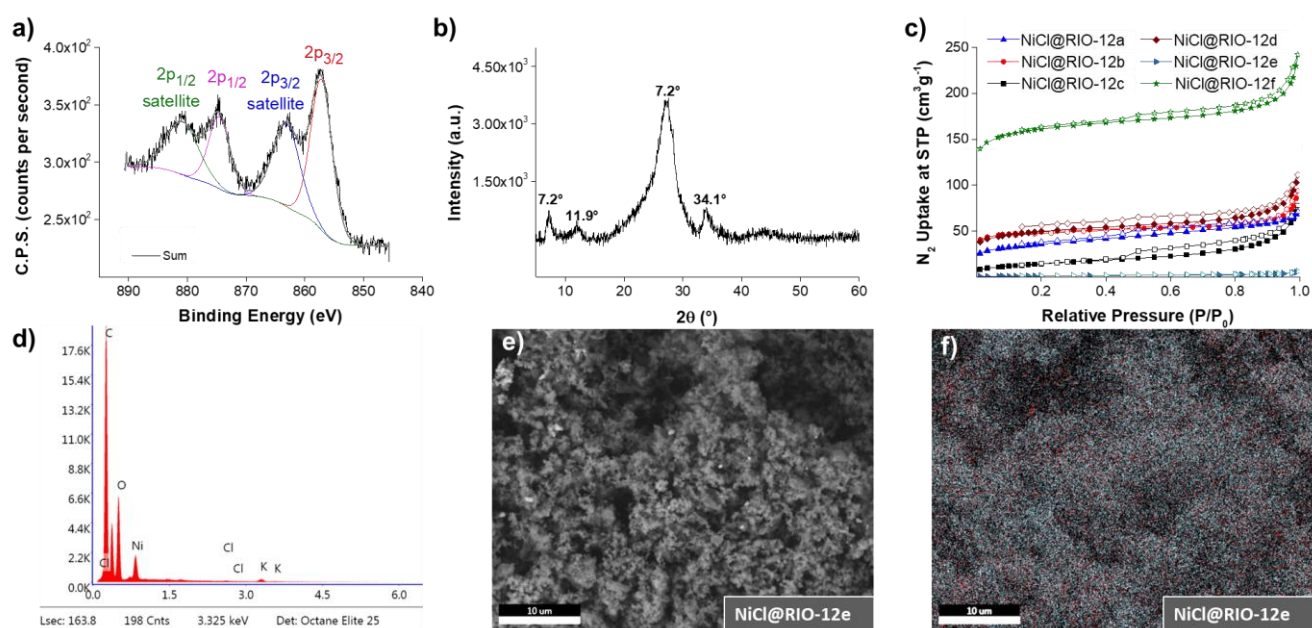 a)
2p3/2
2p1/2
satellite
2p1/2
2p3/2
satellite
4.0x10²
3.5x10²
3.0x10²
2.5x10²
C.P.S. (counts per second)
Sum
890 880 870 860 850 840
Binding Energy (eV)
b)
4.50x10³
3.00x10³
1.50x10³
Intensity (a.u.)
7.2°
11.9°
7.2°
34.1°
10 20 30 40 50 60
2θ (°)
c)
NiCl@RIO-12a
NiCl@RIO-12b
NiCl@RIO-12c
NiCl@RIO-12d
NiCl@RIO-12e
NiCl@RIO-12f
250
200
150
100
50
N₂ Uptake at STP (cm³g⁻¹)
0.2 0.4 0.6 0.8 1.0
Relative Pressure (P/P₀)
d)
17.6K
15.4K
13.2K
11.0K
8.8K
6.6K
4.4K
2.2K
0.0K
C
O
Cl
Ni
Cl
Cl
K
K
0.0 1.5 3.0 4.5 6.0
Lsec: 163.8 198 Cnts 3.325 keV Det: Octane Elite 25
e)
10 um
NiCl@RIO-12e
f)
10 um
NiCl@RIO-12e